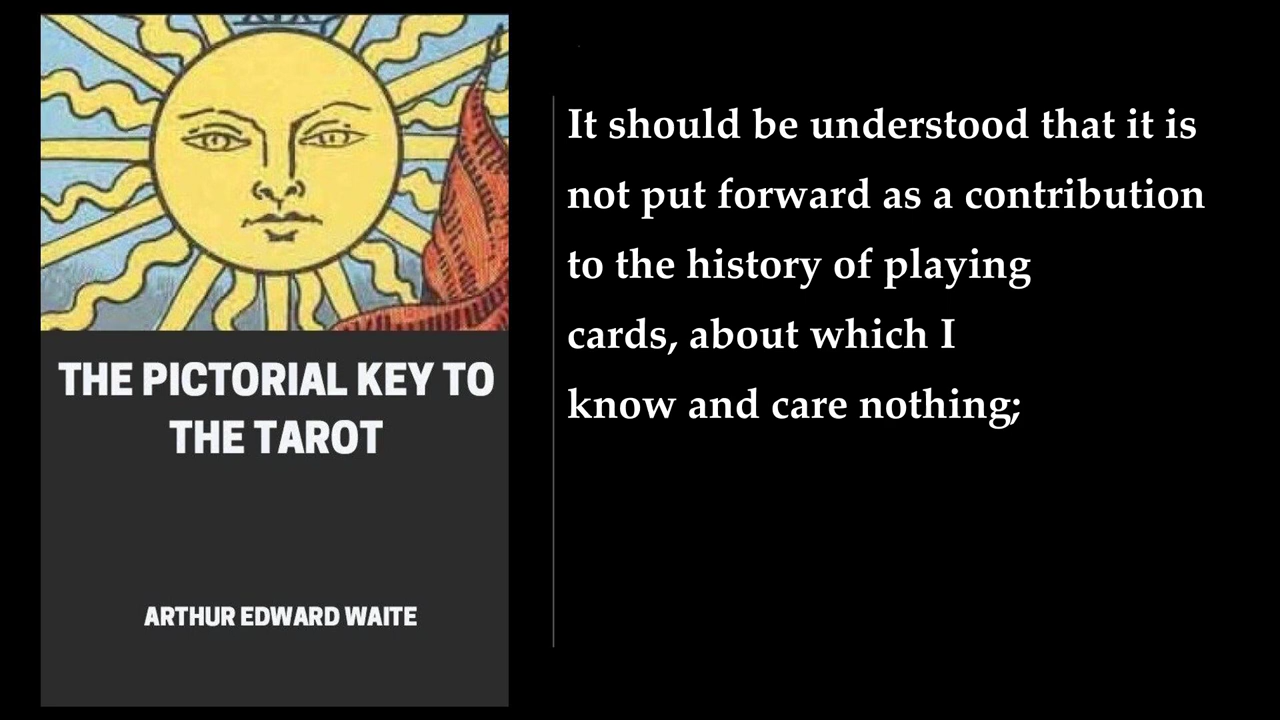 THE PICTORIAL KEY TO
THE TAROT
ARTHUR EDWARD WAITE
It should be understood that it is
not put forward as a contribution
to the history of playing
cards, about which I
know and care nothing;